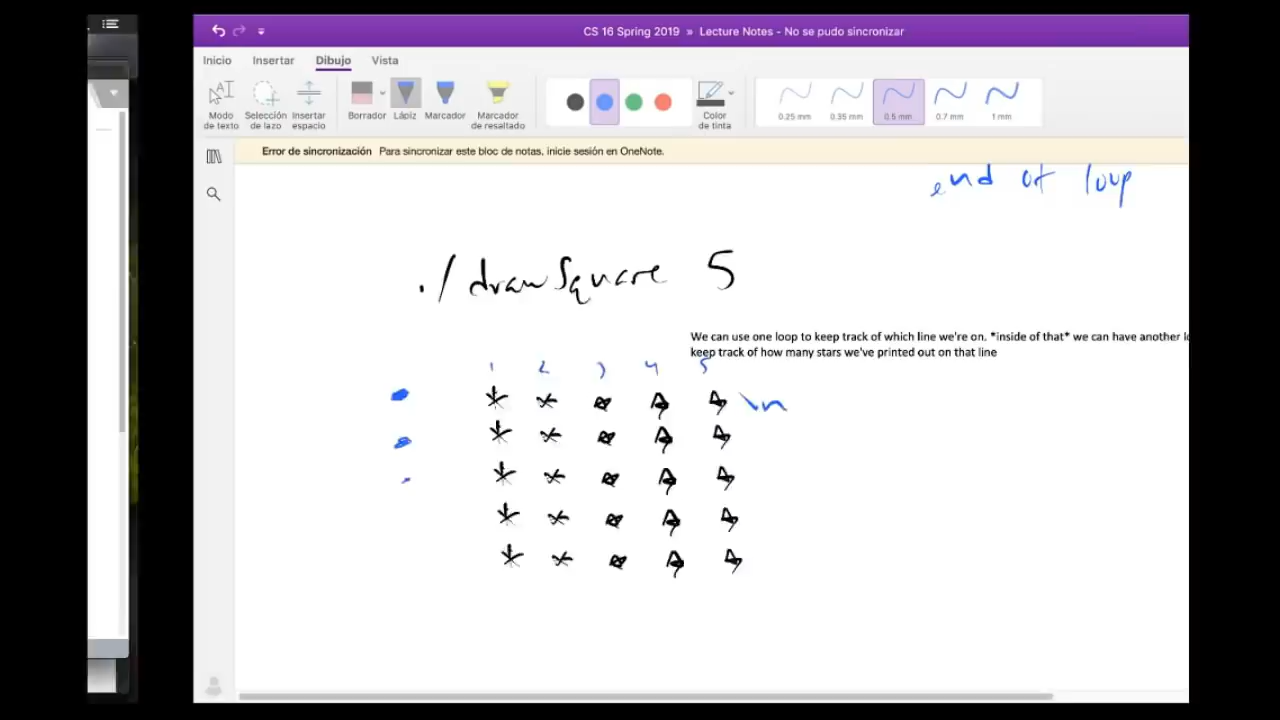 CS 16 Spring 2019 » Lecture Notes - No se pudo sincronizar
Inicio Insertar Dibujo Vista
Modo de texto Selección de lazo Insertar espacio Borrador Lápiz Marcador Marcador de resaltado Color de tinta 0.25 mm 0.35 mm 0.5 mm 0.7 mm 1 mm
Error de sincronización Para sincronizar este bloc de notas, inicie sesión en OneNote.
end of loop
./drawSquare 5
We can use one loop to keep track of which line we're on. *inside of that* we can have another
keep track of how many stars we've printed out on that line
1 2 3 4 5
* * * * * \n
* * * * *
* * * * *
* * * * *
* * * * *